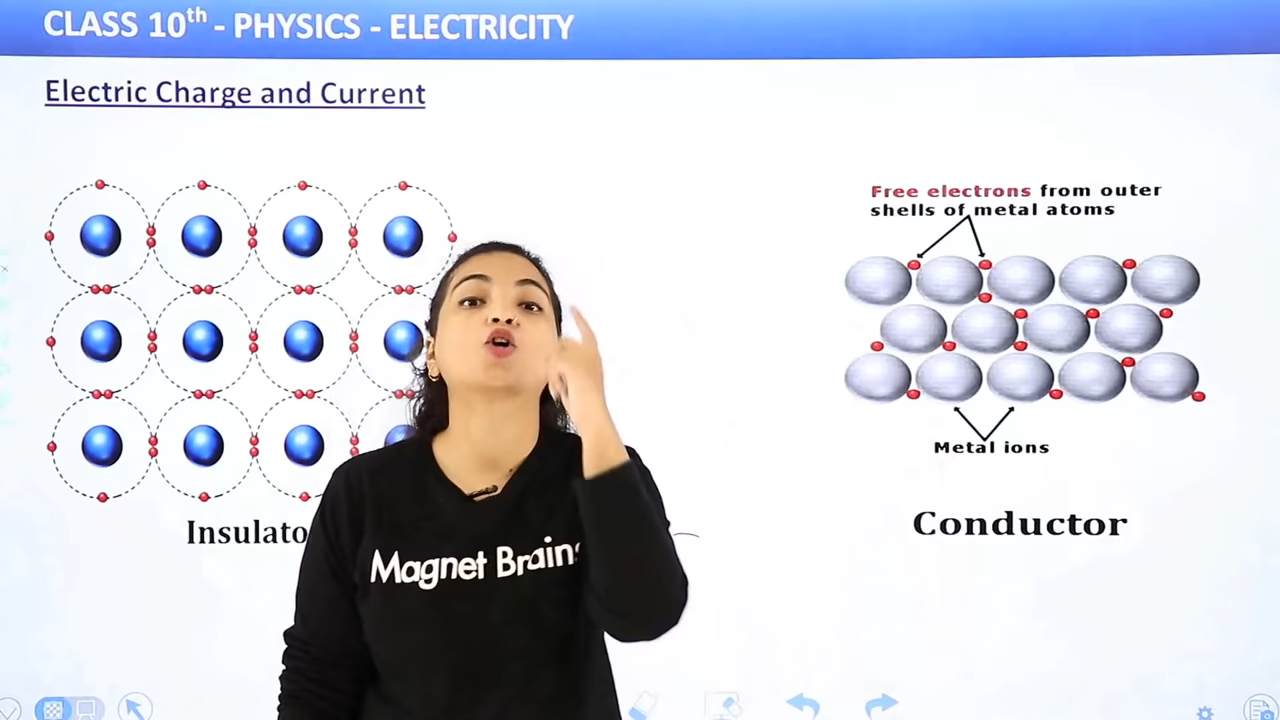 CLASS 10th - PHYSICS - ELECTRICITY
Electric Charge and Current
Free electrons from outer
shells of metal atoms
Metal ions
Insulato
Conductor
Magnet Brains